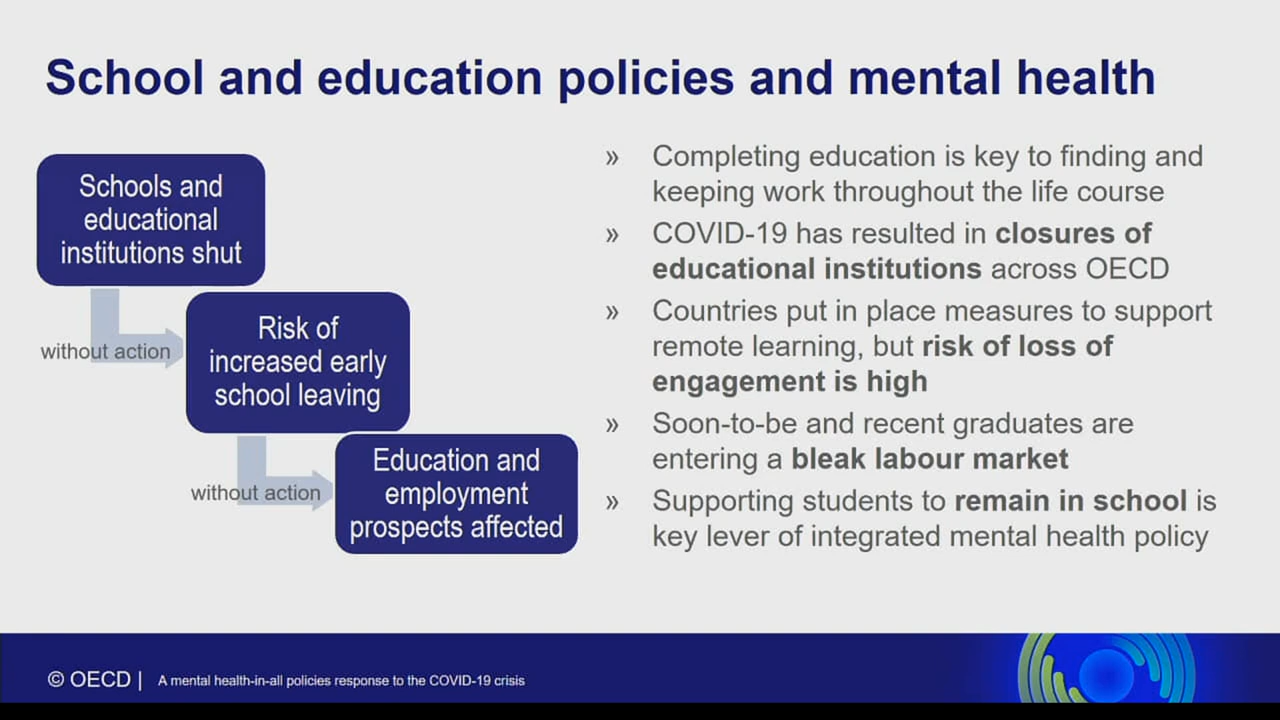 School and education policies and mental health
Schools and
educational
institutions shut
without action
Risk of
increased early
school leaving
without action
Education and
employment
prospects affected
» Completing education is key to finding and
keeping work throughout the life course
» COVID-19 has resulted in closures of
educational institutions across OECD
» Countries put in place measures to support
remote learning, but risk of loss of
engagement is high
» Soon-to-be and recent graduates are
entering a bleak labour market
» Supporting students to remain in school is
key lever of integrated mental health policy
© OECD | A mental health-in-all policies response to the COVID-19 crisis